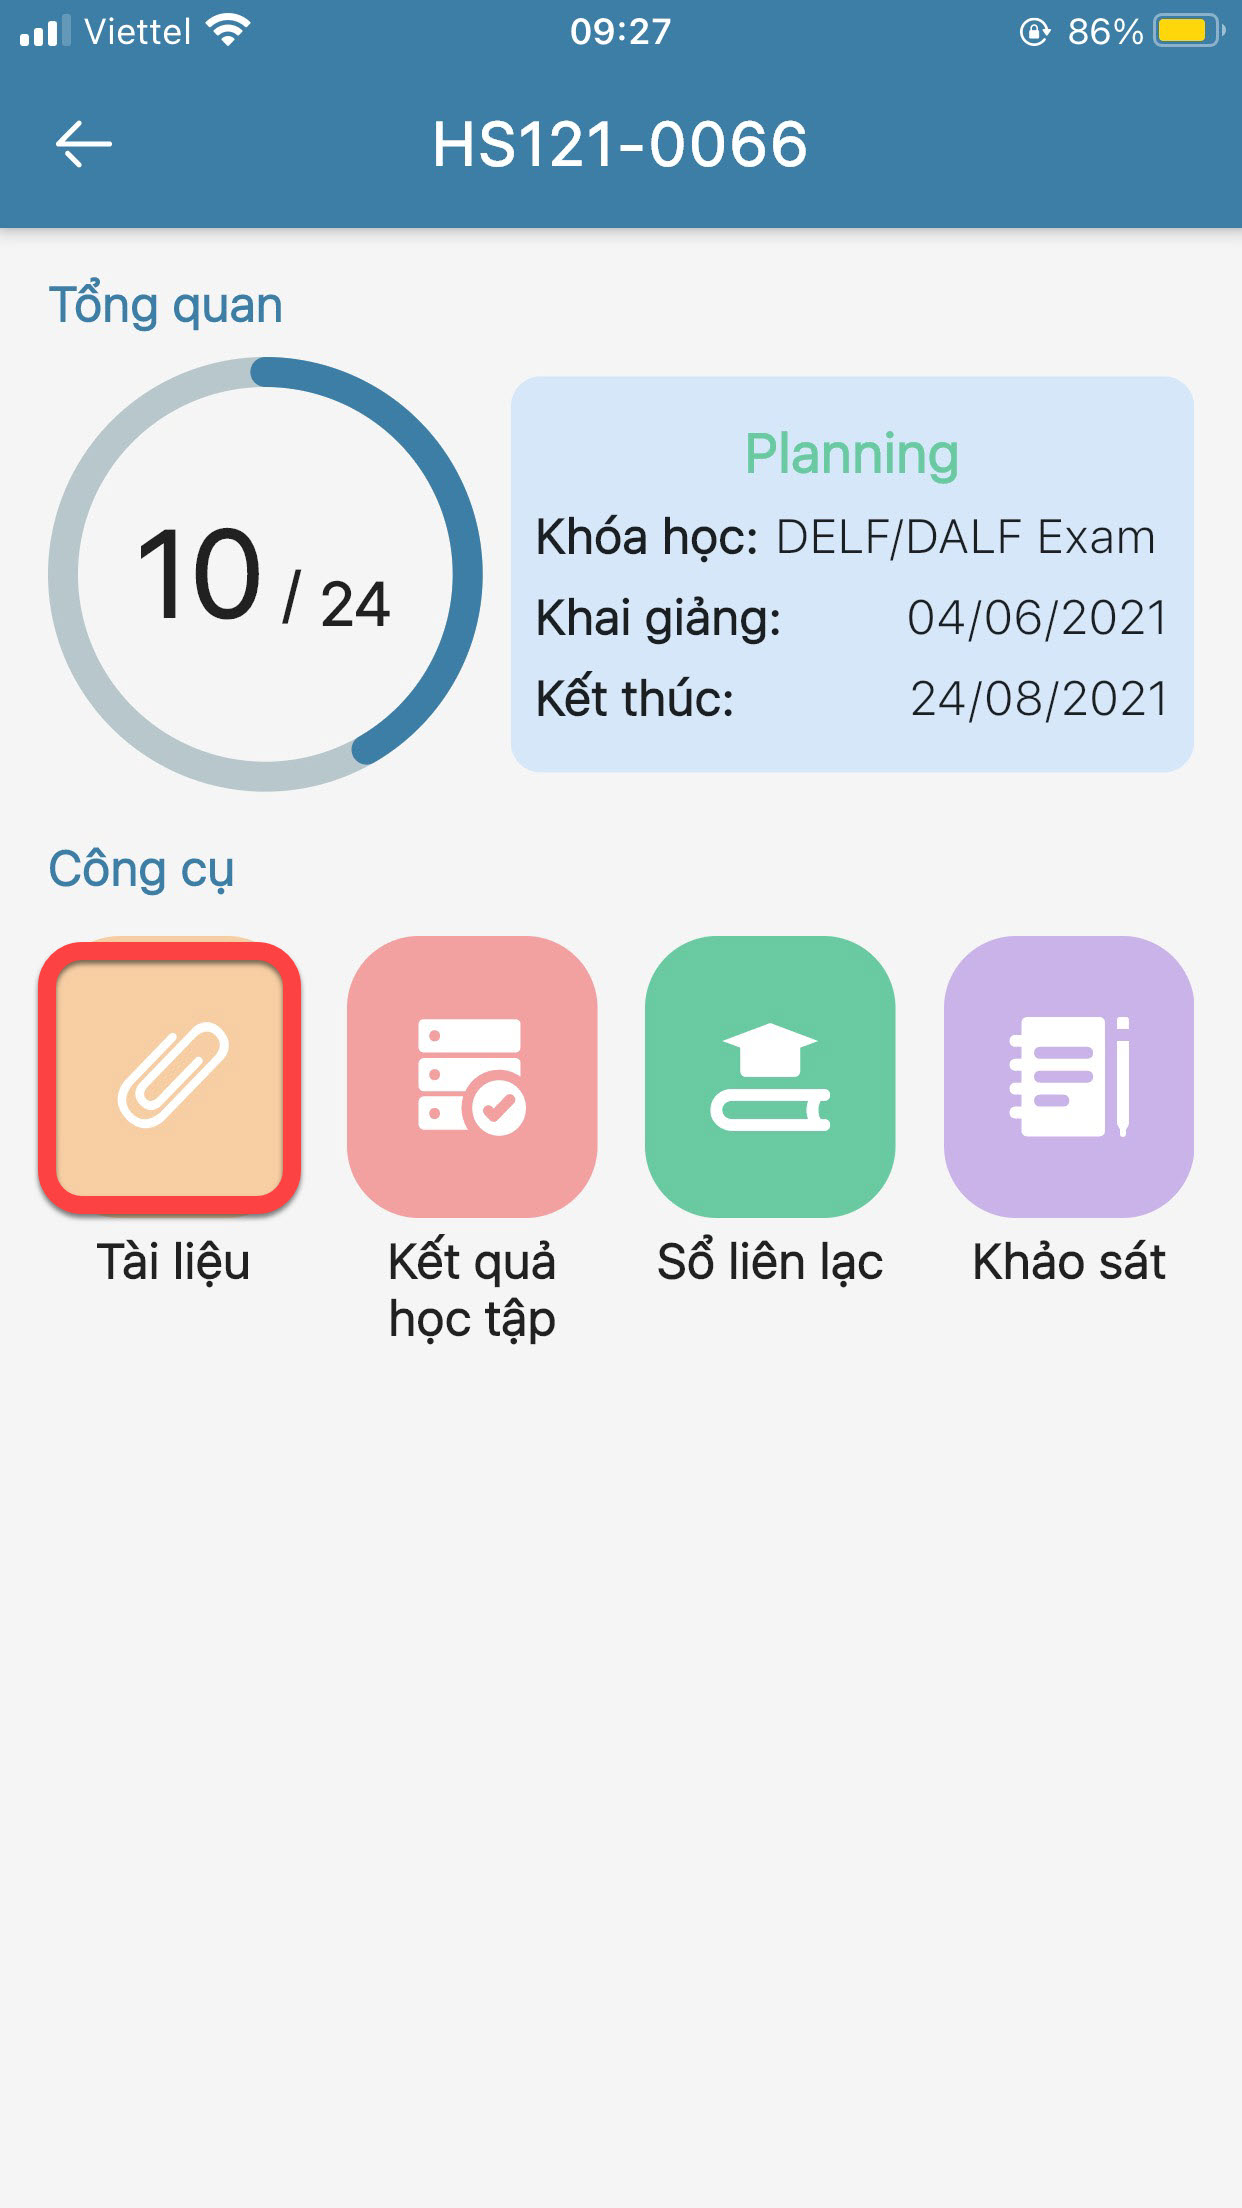 Viettel 09:27 86%
HS121-0066
Tổng quan
10 / 24
Planning
Khóa học: DELF/DALF Exam
Khai giảng: 04/06/2021
Kết thúc: 24/08/2021
Công cụ
Tài liệu
Kết quả
học tập
Sổ liên lạc
Khảo sát